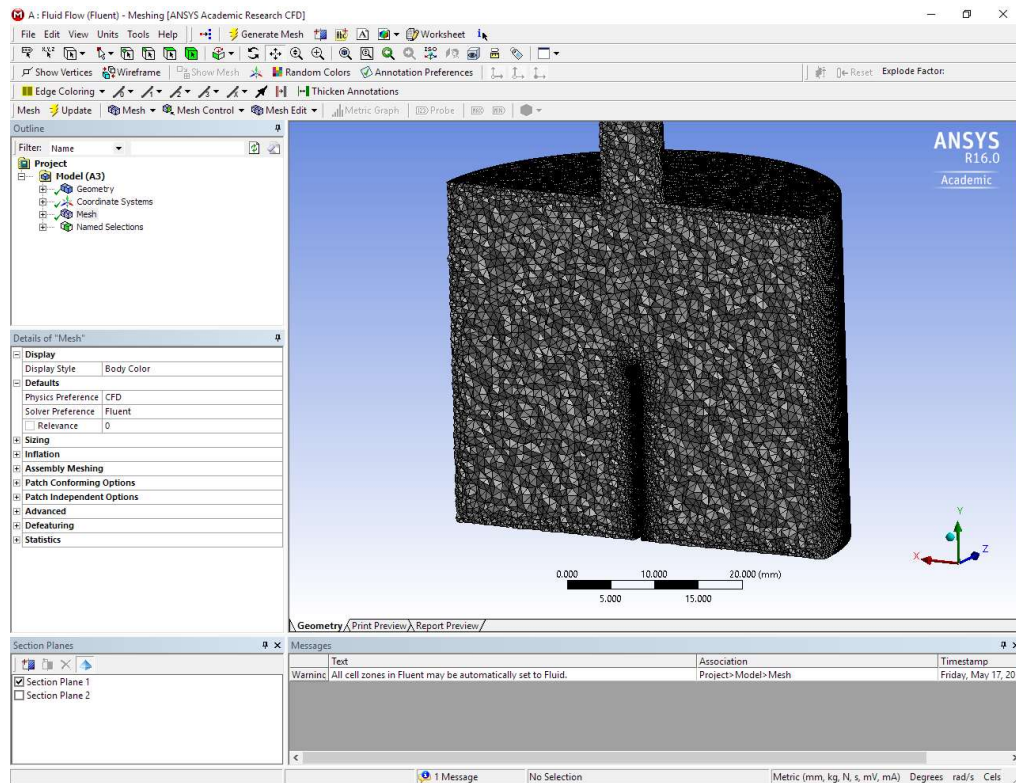 A : Fluid Flow (Fluent) - Meshing [ANSYS Academic Research CFD]
File Edit View Units Tools Help Generate Mesh A Worksheet
Show Vertices Wireframe Show Mesh Random Colors Annotation Preferences Reset Explode Factor:
Edge Coloring Thicken Annotations
Mesh Update Mesh Mesh Control Mesh Edit Metric Graph Probe
Outline
Filter: Name
Project
Model (A3)
Geometry
Coordinate Systems
Mesh
Named Selections
Details of "Mesh"
Display
Display Style Body Color
Defaults
Physics Preference CFD
Solver Preference Fluent
Relevance 0
Sizing
Inflation
Assembly Meshing
Patch Conforming Options
Patch Independent Options
Advanced
Defeaturing
Statistics
ANSYS
R16.0
Academic
Y
X
Z
0.000 10.000 20.000 (mm)
5.000 15.000
Geometry Print Preview Report Preview
Section Planes
Section Plane 1
Section Plane 2
Messages
Text Association Timestamp
Warninc All cell zones in Fluent may be automatically set to Fluid. Project>Model>Mesh Friday, May 17, 20
1 Message No Selection Metric (mm, kg, N, s, mV, mA) Degrees rad/s Cels